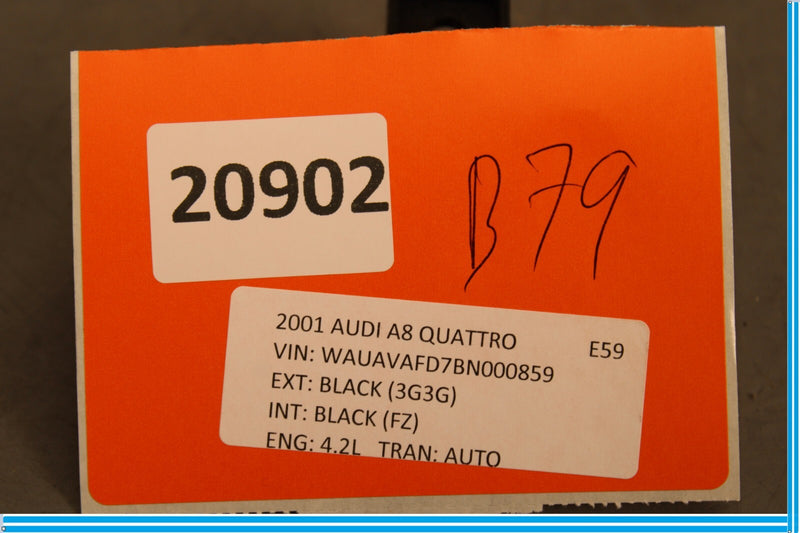 20902
B79
2001 AUDI A8 QUATTRO
E59
VIN: WAUAVAFD7BN000859
EXT: BLACK (3G3G)
INT: BLACK (FZ)
ENG: 4.2L TRAN: AUTO